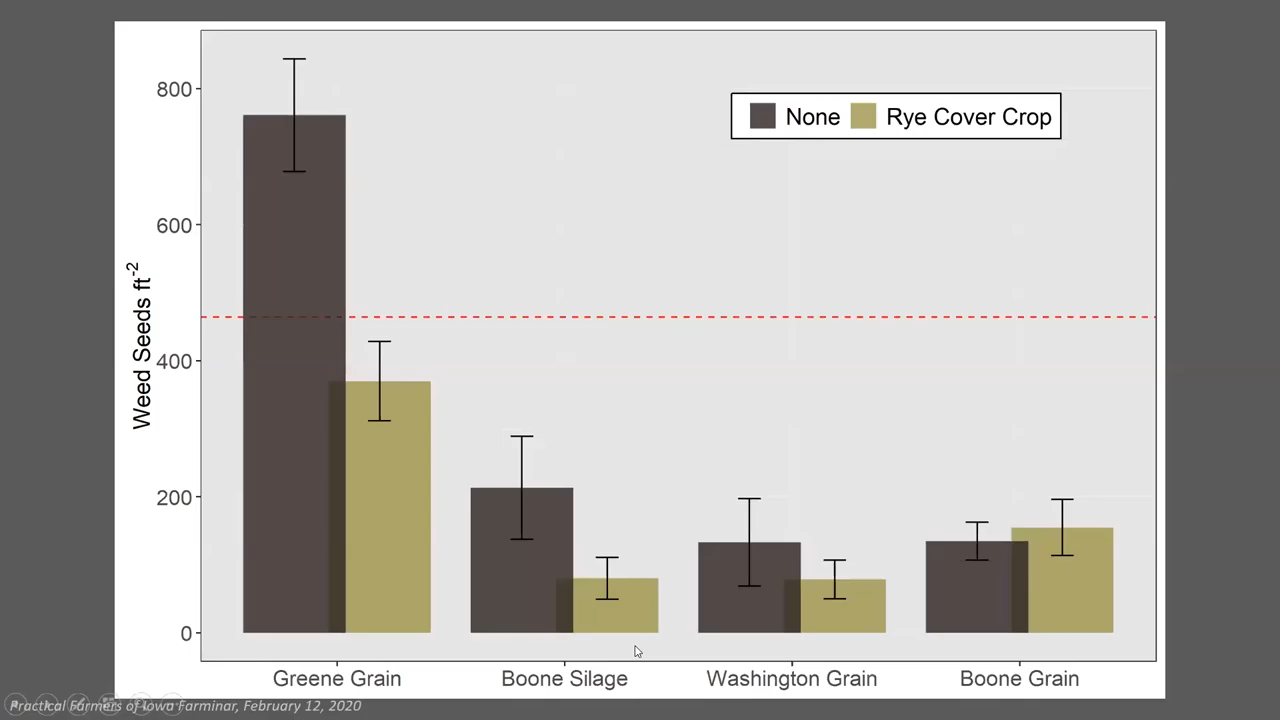 800
600
400
200
0
Weed Seeds ft-2
None Rye Cover Crop
Greene Grain Boone Silage Washington Grain Boone Grain
Practical Farmers of Iowa Farminar, February 12, 2020